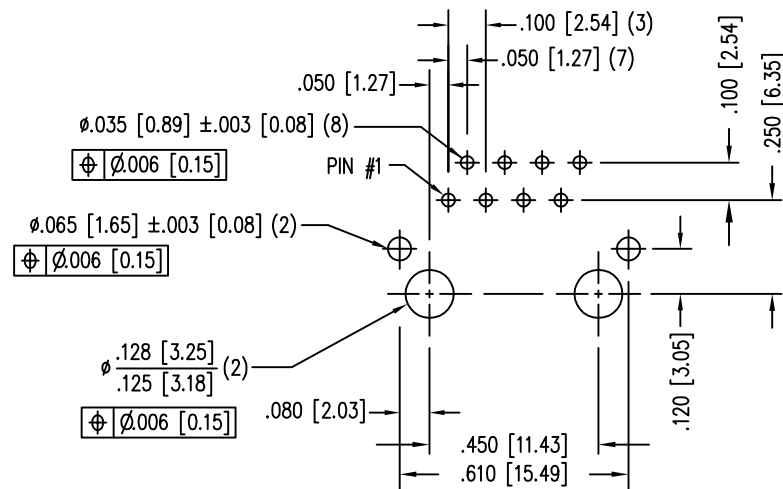 .100 [2.54] (3)
.050 [1.27] (7)
.050 [1.27]
.100 [2.54]
.250 [6.35]
ø.035 [0.89] ±.003 [0.08] (8)
⌖ Ø.006 [0.15]
PIN #1
ø.065 [1.65] ±.003 [0.08] (2)
⌖ Ø.006 [0.15]
ø .128 [3.25]
.125 [3.18] (2)
⌖ Ø.006 [0.15]
.080 [2.03]
.120 [3.05]
.450 [11.43]
.610 [15.49]